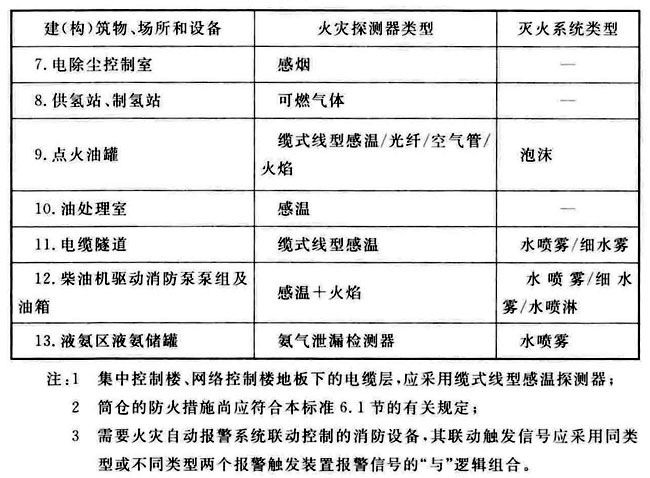 建(构)筑物、场所和设备 火灾探测器类型 灭火系统类型
7.电除尘控制室 感烟 —
8.供氢站、制氢站 可燃气体 —
9.点火油罐 缆式线型感温/光纤/空气管/ 泡沫
火焰
10.油处理室 感温 —
11.电缆隧道 缆式线型感温 水喷雾/细水雾
12.柴油机驱动消防泵泵组及 感温＋火焰 水喷雾/细水
油箱 雾/水喷淋
13.液氨区液氨储罐 氨气泄漏检测器 水喷雾
注:1 集中控制楼、网络控制楼地板下的电缆层,应采用缆式线型感温探测器;
2 筒仓的防火措施尚应符合本标准6.1节的有关规定;
3 需要火灾自动报警系统联动控制的消防设备,其联动触发信号应采用同类
型或不同类型两个报警触发装置报警信号的“与”逻辑组合。